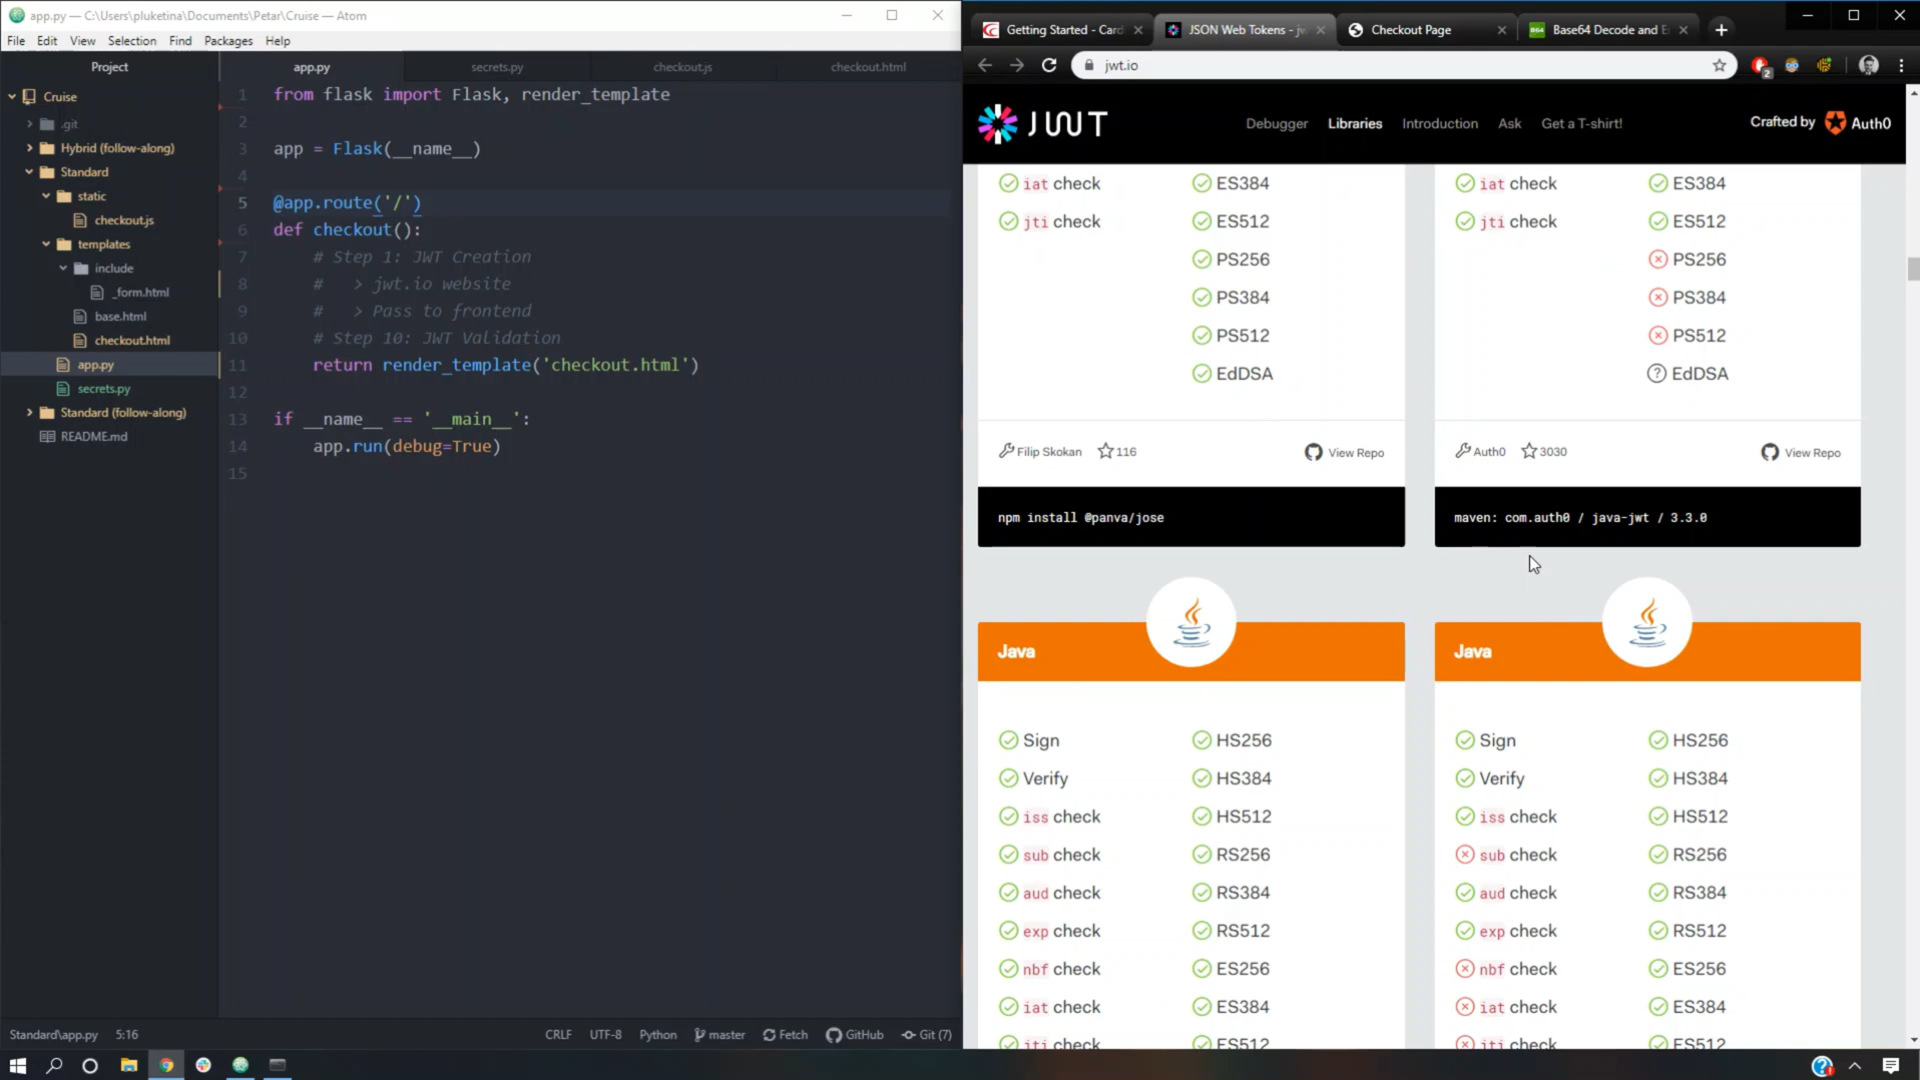 app.py — C:\Users\pluketina\Documents\Petar\Cruise — Atom
File Edit View Selection Find Packages Help
Project
app.py
secrets.py
checkout.js
checkout.html
Cruise
.git
Hybrid (follow-along)
Standard
static
checkout.js
templates
include
_form.html
base.html
checkout.html
app.py
secrets.py
Standard (follow-along)
README.md
1 from flask import Flask, render_template
2
3 app = Flask(__name__)
4
5 @app.route('/')
6 def checkout():
7 # Step 1: JWT Creation
8 # > jwt.io website
9 # > Pass to frontend
10 # Step 10: JWT Validation
11 return render_template('checkout.html')
12
13 if __name__ == '__main__':
14 app.run(debug=True)
15
Standard\app.py 5:16
CRLF UTF-8 Python master Fetch GitHub Git (7)
Getting Started - Card
JSON Web Tokens - jw
Checkout Page
Base64 Decode and E
jwt.io
2
JWT
Debugger Libraries Introduction Ask Get a T-shirt!
Crafted by Auth0
iat check ES384
jti check ES512
PS256
PS384
PS512
EdDSA
Filip Skokan 116 View Repo
npm install @panva/jose
iat check ES384
jti check ES512
PS256
PS384
PS512
EdDSA
Auth0 3030 View Repo
maven: com.auth0 / java-jwt / 3.3.0
Java
Sign HS256
Verify HS384
iss check HS512
sub check RS256
aud check RS384
exp check RS512
nbf check ES256
iat check ES384
jti check ES512
Java
Sign HS256
Verify HS384
iss check HS512
sub check RS256
aud check RS384
exp check RS512
nbf check ES256
iat check ES384
jti check ES512